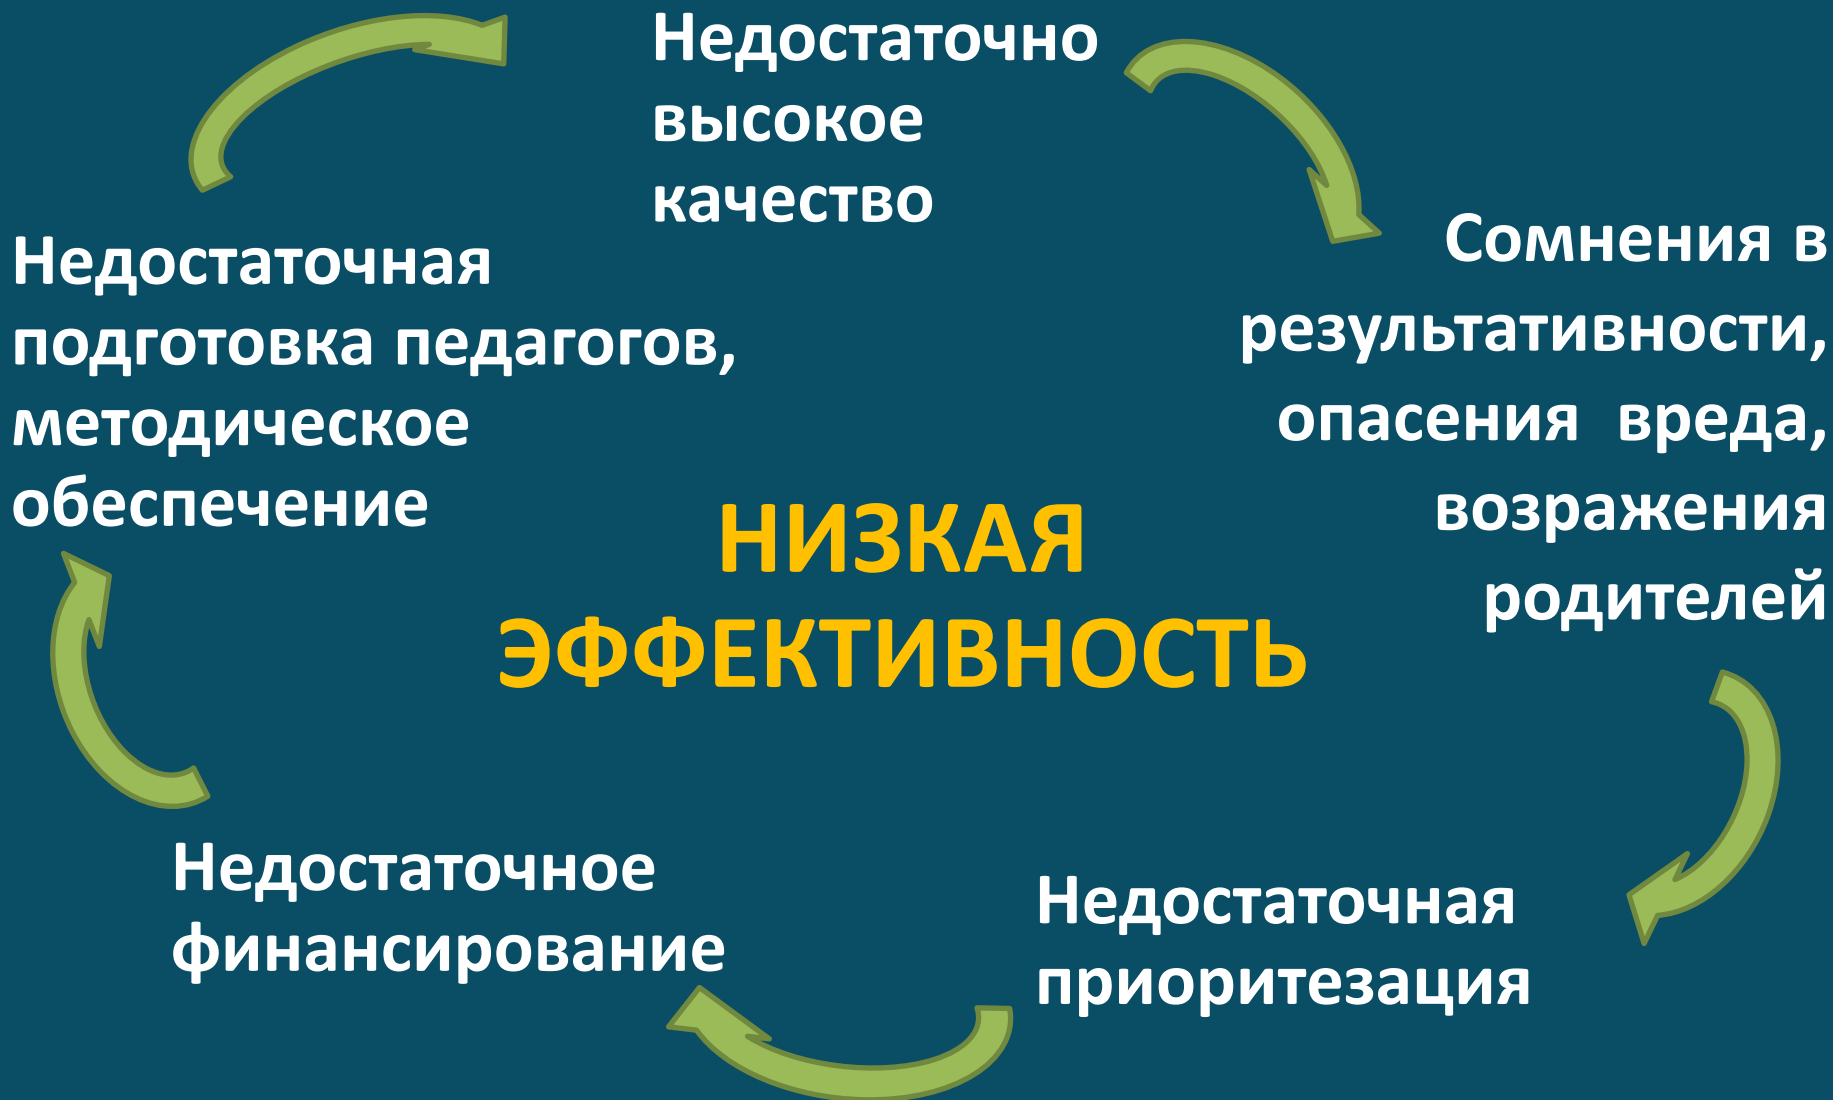 Недостаточно
высокое
качество
Сомнения в
результативности,
опасения вреда,
возражения
родителей
Недостаточная
приоритезация
Недостаточное
финансирование
Недостаточная
подготовка педагогов,
методическое
обеспечение
НИЗКАЯ
ЭФФЕКТИВНОСТЬ